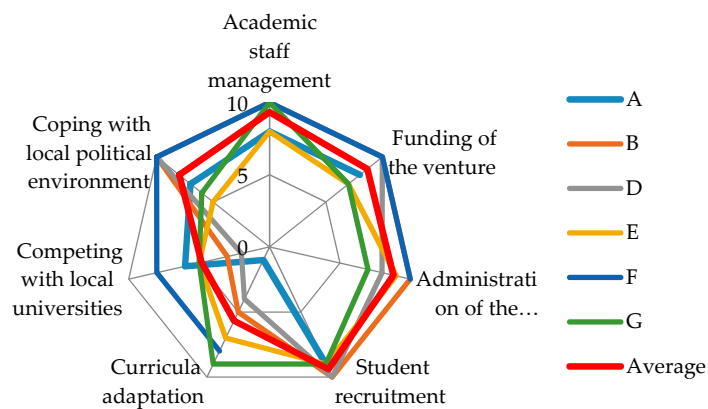 Academic
staff
management
10
5
0
Funding of
the venture
Administrati
on of the…
Student
recruitment
Curricula
adaptation
Competing
with local
universities
Coping with
local political
environment
A
B
D
E
F
G
Average